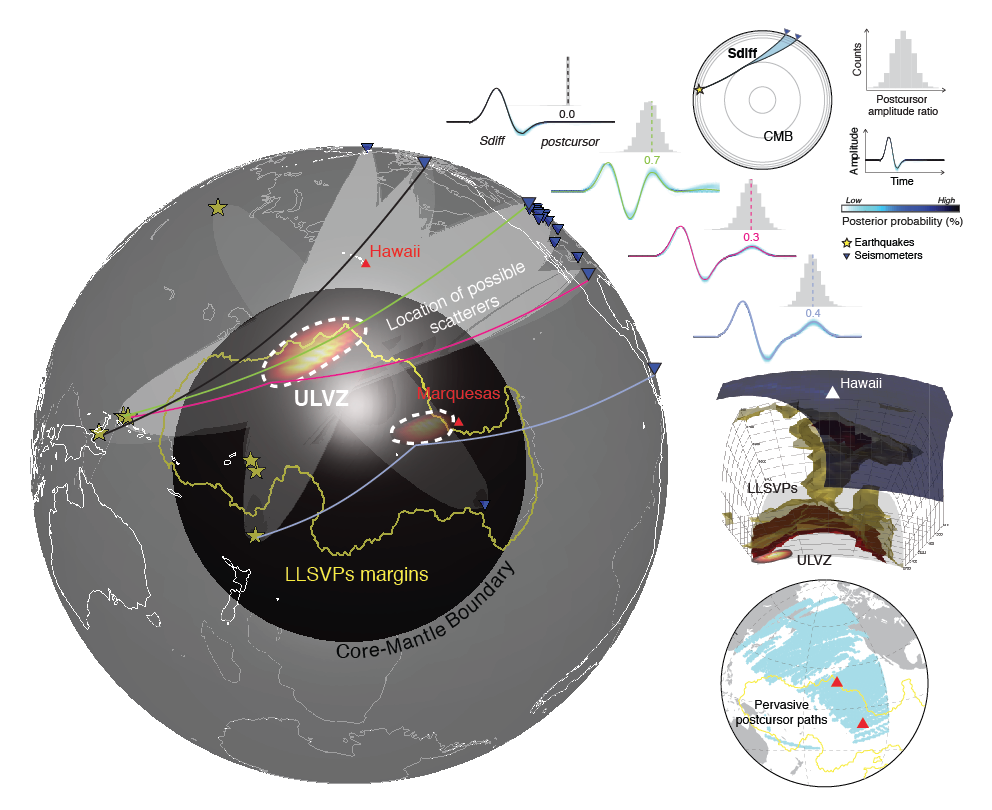 Sdiff
postcursor
0.0
0.7
0.3
0.4
Sdiff
CMB
Counts
Postcursor
amplitude ratio
Amplitude
Time
Low
High
Posterior probability (%)
Earthquakes
Seismometers
Hawaii
Location of possible
scatterers
ULVZ
Marquesas
LLSVPs margins
Core-Mantle Boundary
Hawaii
LLSVPs
ULVZ
Pervasive
postcursor paths